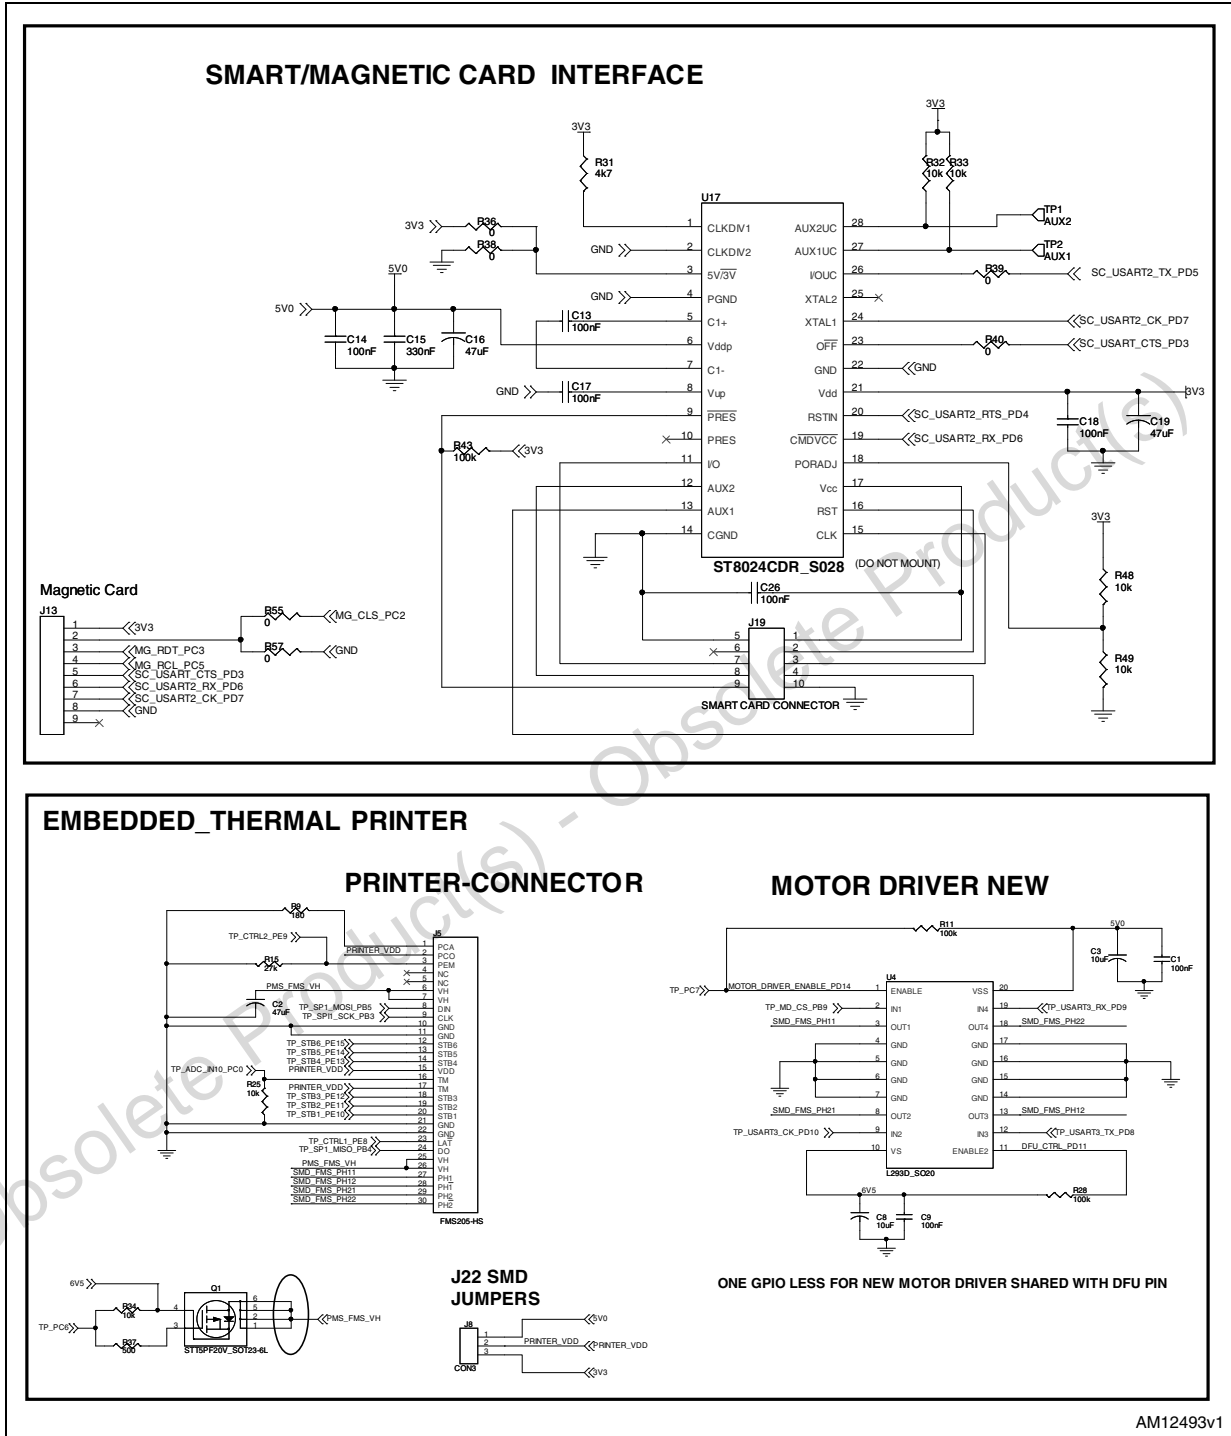 SMART/MAGNETIC CARD INTERFACE
3V3
3V3
R31
4k7
R32
10k
R33
10k
U17
TP1
AUX2
TP2
AUX1
3V3
R36
0
R38
0
GND
1 CLKDIV1
2 CLKDIV2
3 5V/3V
4 PGND
5 C1+
6 Vddp
7 C1-
8 Vup
9 PRES
10 PRES
11 I/O
12 AUX2
13 AUX1
14 CGND
AUX2UC 28
AUX1UC 27
I/OUC 26
XTAL2 25
XTAL1 24
OFF 23
GND 22
Vdd 21
RSTIN 20
CMDVCC 19
PORADJ 18
Vcc 17
RST 16
CLK 15
R39
0
SC_USART2_TX_PD5
SC_USART2_CK_PD7
R40
0
SC_USART_CTS_PD3
GND
3V3
SC_USART2_RTS_PD4
SC_USART2_RX_PD6
C18
100nF
C19
47uF
5V0
5V0
GND
C13
100nF
C14
100nF
C15
330nF
C16
47uF
GND
C17
100nF
R43
100k
3V3
3V3
R48
10k
R49
10k
ST8024CDR_S028
(DO NOT MOUNT)
C26
100nF
J19
5 1
6 2
7 3
8 4
9 10
SMART CARD CONNECTOR
Magnetic Card
J13
1 3V3
2
3 MG_RDT_PC3
4 MG_RCL_PC5
5 SC_USART_CTS_PD3
6 SC_USART2_RX_PD6
7 SC_USART2_CK_PD7
8 GND
9
R55
0
MG_CLS_PC2
R57
0
GND
Obsolete Product(s) - Obsolete Product(s)
EMBEDDED_THERMAL PRINTER
PRINTER-CONNECTOR
MOTOR DRIVER NEW
R9
180
TP_CTRL2_PE9
PRINTER_VDD
R15
27k
PMS_FMS_VH
C2
47uF
TP_SP1_MOSI_PB5
TP_SPI1_SCK_PB3
TP_STB6_PE15
TP_STB5_PE14
TP_STB4_PE13
PRINTER_VDD
TP_ADC_IN10_PC0
R25
10k
PRINTER_VDD
TP_STB3_PE12
TP_STB2_PE11
TP_STB1_PE10
TP_CTRL1_PE8
TP_SP1_MISO_PB4
PMS_FMS_VH
SMD_FMS_PH11
SMD_FMS_PH12
SMD_FMS_PH21
SMD_FMS_PH22
J5
1 PCA
2 PCO
3 PEM
4 NC
5 NC
6 VH
7 VH
8 DIN
9 CLK
10 GND
11 GND
12 STB6
13 STB5
14 STB4
15 VDD
16 TM
17 TM
18 STB3
19 STB2
20 STB1
21 GND
22 GND
23 LAT
24 DO
25 VH
26 VH
27 PH1
28 PH1
29 PH2
30 PH2
FMS205-HS
R11
100k
5V0
C3
10uF
C1
100nF
U4
TP_PC7
MOTOR_DRIVER_ENABLE_PD14
TP_MD_CS_PB9
SMD_FMS_PH11
SMD_FMS_PH21
TP_USART3_CK_PD10
1 ENABLE
2 IN1
3 OUT1
4 GND
5 GND
6 GND
7 GND
8 OUT2
9 IN2
10 VS
VSS 20
IN4 19
OUT4 18
GND 17
GND 16
GND 15
GND 14
OUT3 13
IN3 12
ENABLE2 11
TP_USART3_RX_PD9
SMD_FMS_PH22
SMD_FMS_PH12
TP_USART3_TX_PD8
DFU_CTRL_PD11
L293D_SO20
6V5
C8
10uF
C9
100nF
R28
100k
ONE GPIO LESS FOR NEW MOTOR DRIVER SHARED WITH DFU PIN
6V5
R34
10k
TP_PC6
R37
500
Q1
4
3
6
5
2
1
STT5PF20V_SOT23-6L
PMS_FMS_VH
J22 SMD
JUMPERS
J8
1
2
3
CON3
5V0
PRINTER_VDD
PRINTER_VDD
3V3
AM12493v1